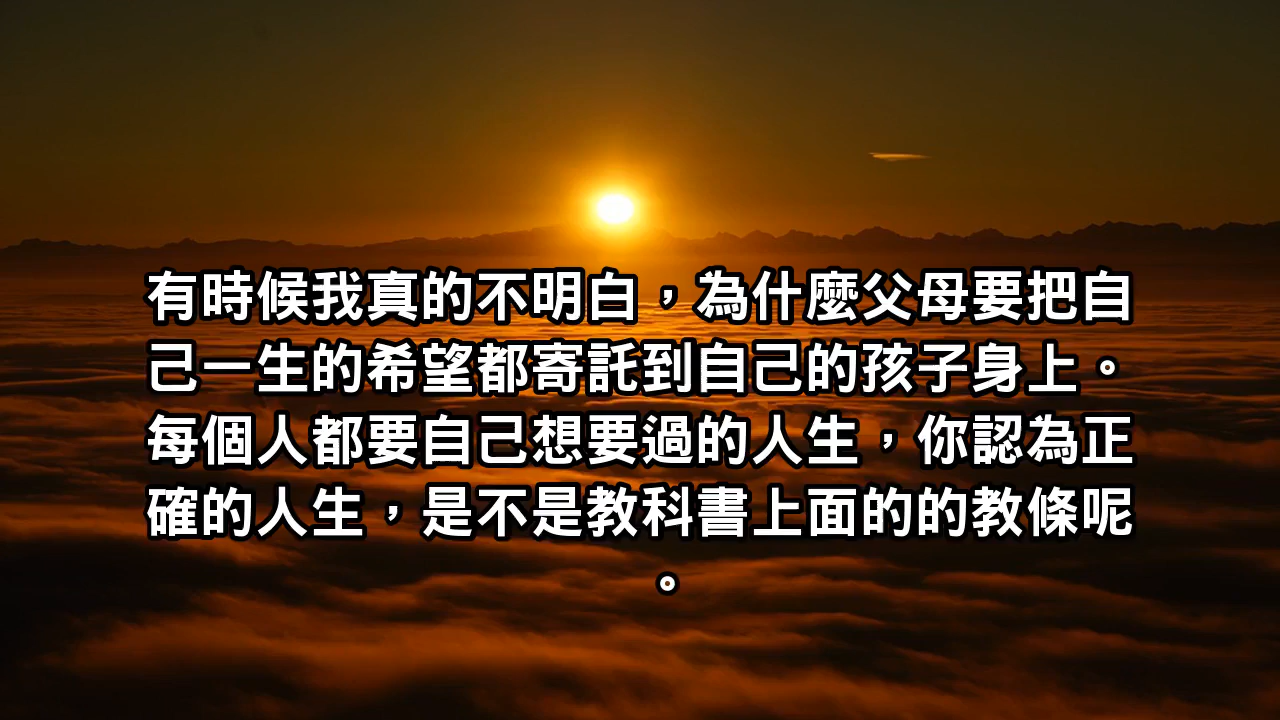 有時候我真的不明白，為什麼父母要把自
己一生的希望都寄託到自己的孩子身上。
每個人都要自己想要過的人生，你認為正
確的人生，是不是教科書上面的的教條呢
。